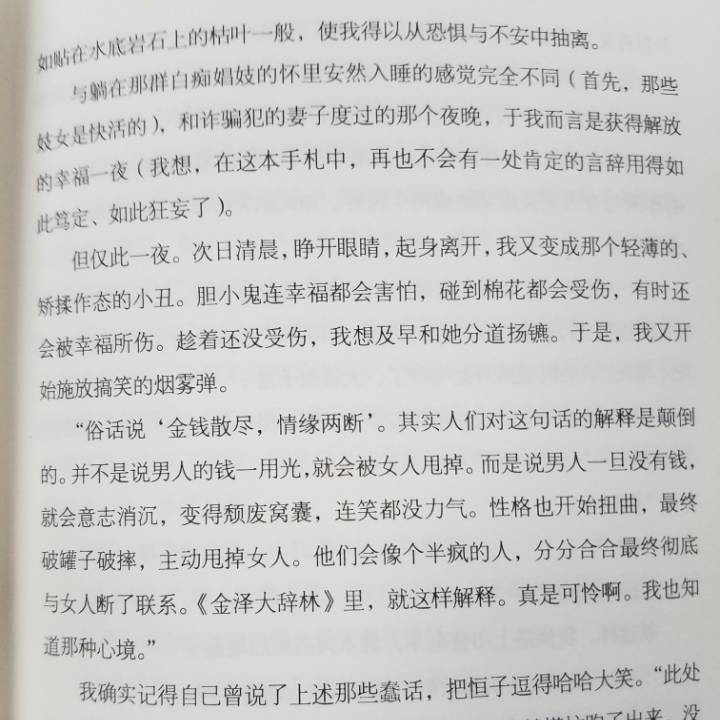 如帖在水底岩石上的枯叶一般，使我得以从恐惧与不安中抽离。
与躺在那群白痴娼妓的怀里安然入睡的感觉完全不同（首先，那些
妓女是快活的），和诈骗犯的妻子度过的那个夜晚，于我而言是获得解放
的幸福一夜（我想，在这本手札中，再也不会有一处肯定的言辞用得如
此笃定、如此狂妄了）。
但仅此一夜。次日清晨，睁开眼睛，起身离开，我又变成那个轻薄的、
矫揉作态的小丑。胆小鬼连幸福都会害怕，碰到棉花都会受伤，有时还
会被幸福所伤。趁着还没受伤，我想及早和她分道扬镳。于是，我又开
始施放搞笑的烟雾弹。
“俗话说‘金钱散尽，情缘两断’。其实人们对这句话的解释是颠倒
的。并不是说男人的钱一用光，就会被女人甩掉。而是说男人一旦没有钱，
就会意志消沉，变得颓废窝囊，连笑都没力气。性格也开始扭曲，最终
破罐子破摔，主动甩掉女人。他们会像个半疯的人，分分合合最终彻底
与女人断了联系。《金泽大辞林》里，就这样解释。真是可怜啊。我也知
道那种心境。”
我确实记得自己曾说了上述那些蠢话，把恒子逗得哈哈大笑。“此处
跑了出来，没